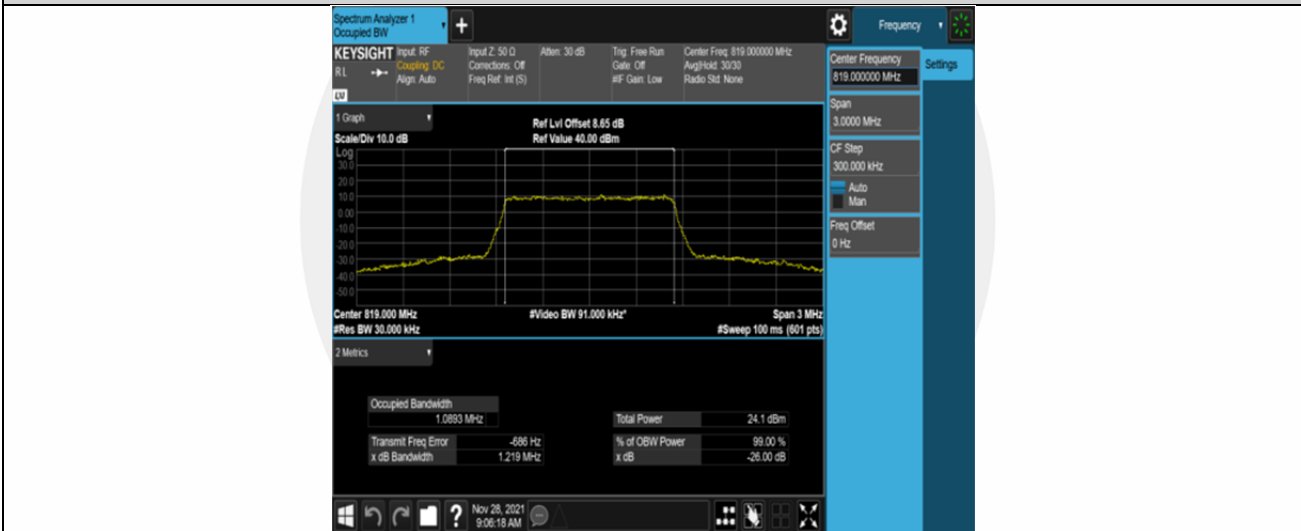 Spectrum Analyzer 1
Occupied BW
+
Frequency
KEYSIGHT
R L
Input: RF
Coupling: DC
Align: Auto
Input Z: 50 Ω
Corrections: Off
Freq Ref: Int (S)
Atten: 30 dB
Trig: Free Run
Gate: Off
#IF Gain: Low
Center Freq: 819.000000 MHz
Avg|Hold: 30/30
Radio Std: None
Center Frequency
819.000000 MHz
Settings
Span
3.0000 MHz
CF Step
300.000 kHz
Auto
Man
Freq Offset
0 Hz
1 Graph
Scale/Div 10.0 dB
Ref Lvl Offset 8.65 dB
Ref Value 40.00 dBm
Log
30.0
20.0
10.0
0.00
-10.0
-20.0
-30.0
-40.0
-50.0
Center 819.000 MHz
#Res BW 30.000 kHz
#Video BW 91.000 kHz*
Span 3 MHz
#Sweep 100 ms (601 pts)
2 Metrics
Occupied Bandwidth
1.0893 MHz
Transmit Freq Error -686 Hz
x dB Bandwidth 1.219 MHz
Total Power 24.1 dBm
% of OBW Power 99.00 %
x dB -26.00 dB
?
Nov 28, 2021
9:06:18 AM